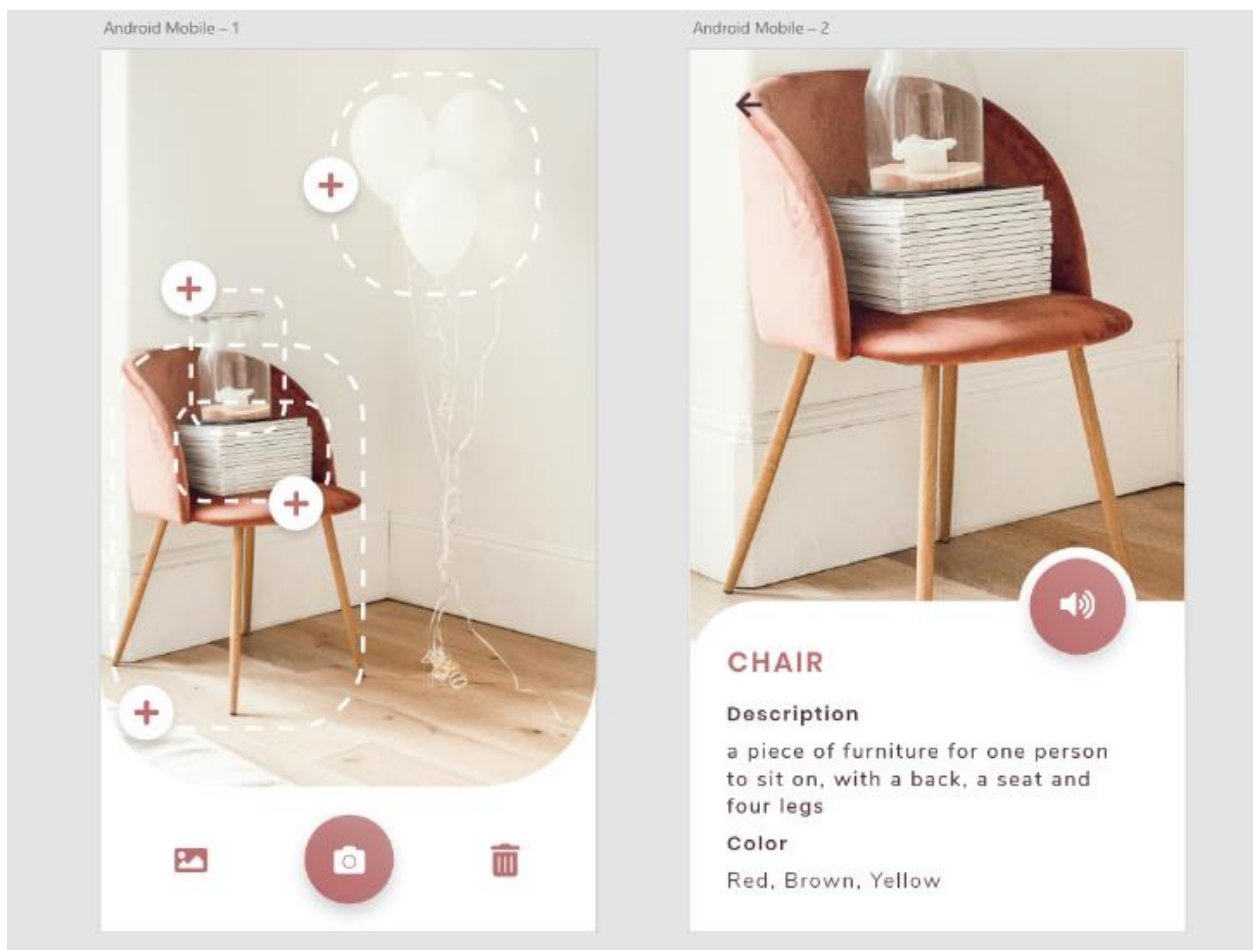 Android Mobile – 1
Android Mobile – 2
CHAIR
Description
a piece of furniture for one person
to sit on, with a back, a seat and
four legs
Color
Red, Brown, Yellow